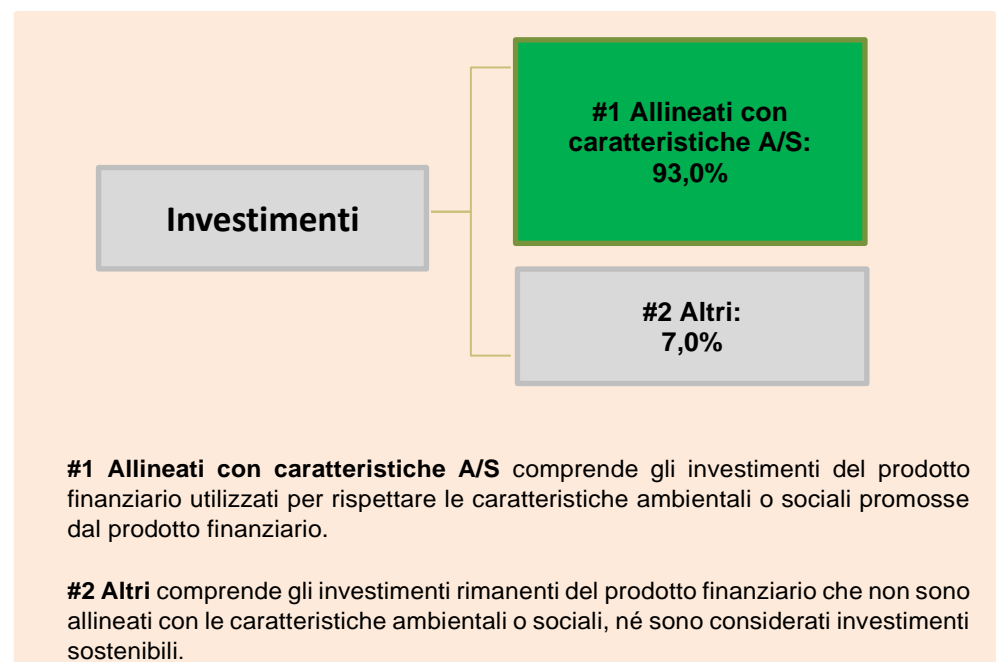 #1 Allineati con
caratteristiche A/S:
93,0%
Investimenti
#2 Altri:
7,0%
#1 Allineati con caratteristiche A/S comprende gli investimenti del prodotto
finanziario utilizzati per rispettare le caratteristiche ambientali o sociali promosse
dal prodotto finanziario.
#2 Altri comprende gli investimenti rimanenti del prodotto finanziario che non sono
allineati con le caratteristiche ambientali o sociali, né sono considerati investimenti
sostenibili.